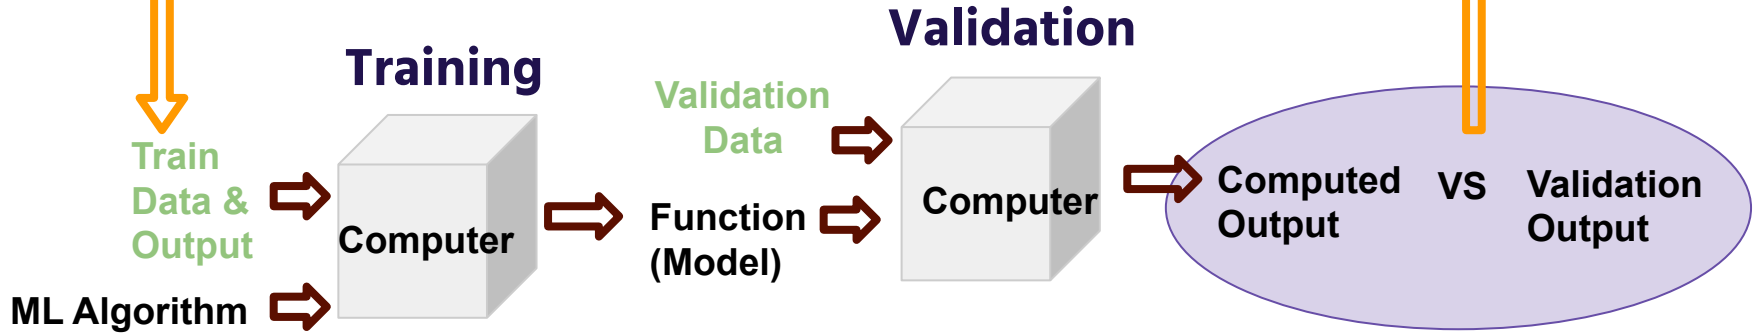 Training
Validation
Train
Data &
Output
ML Algorithm
Computer
Validation
Data
Function
(Model)
Computer
Computed
Output
VS
Validation
Output